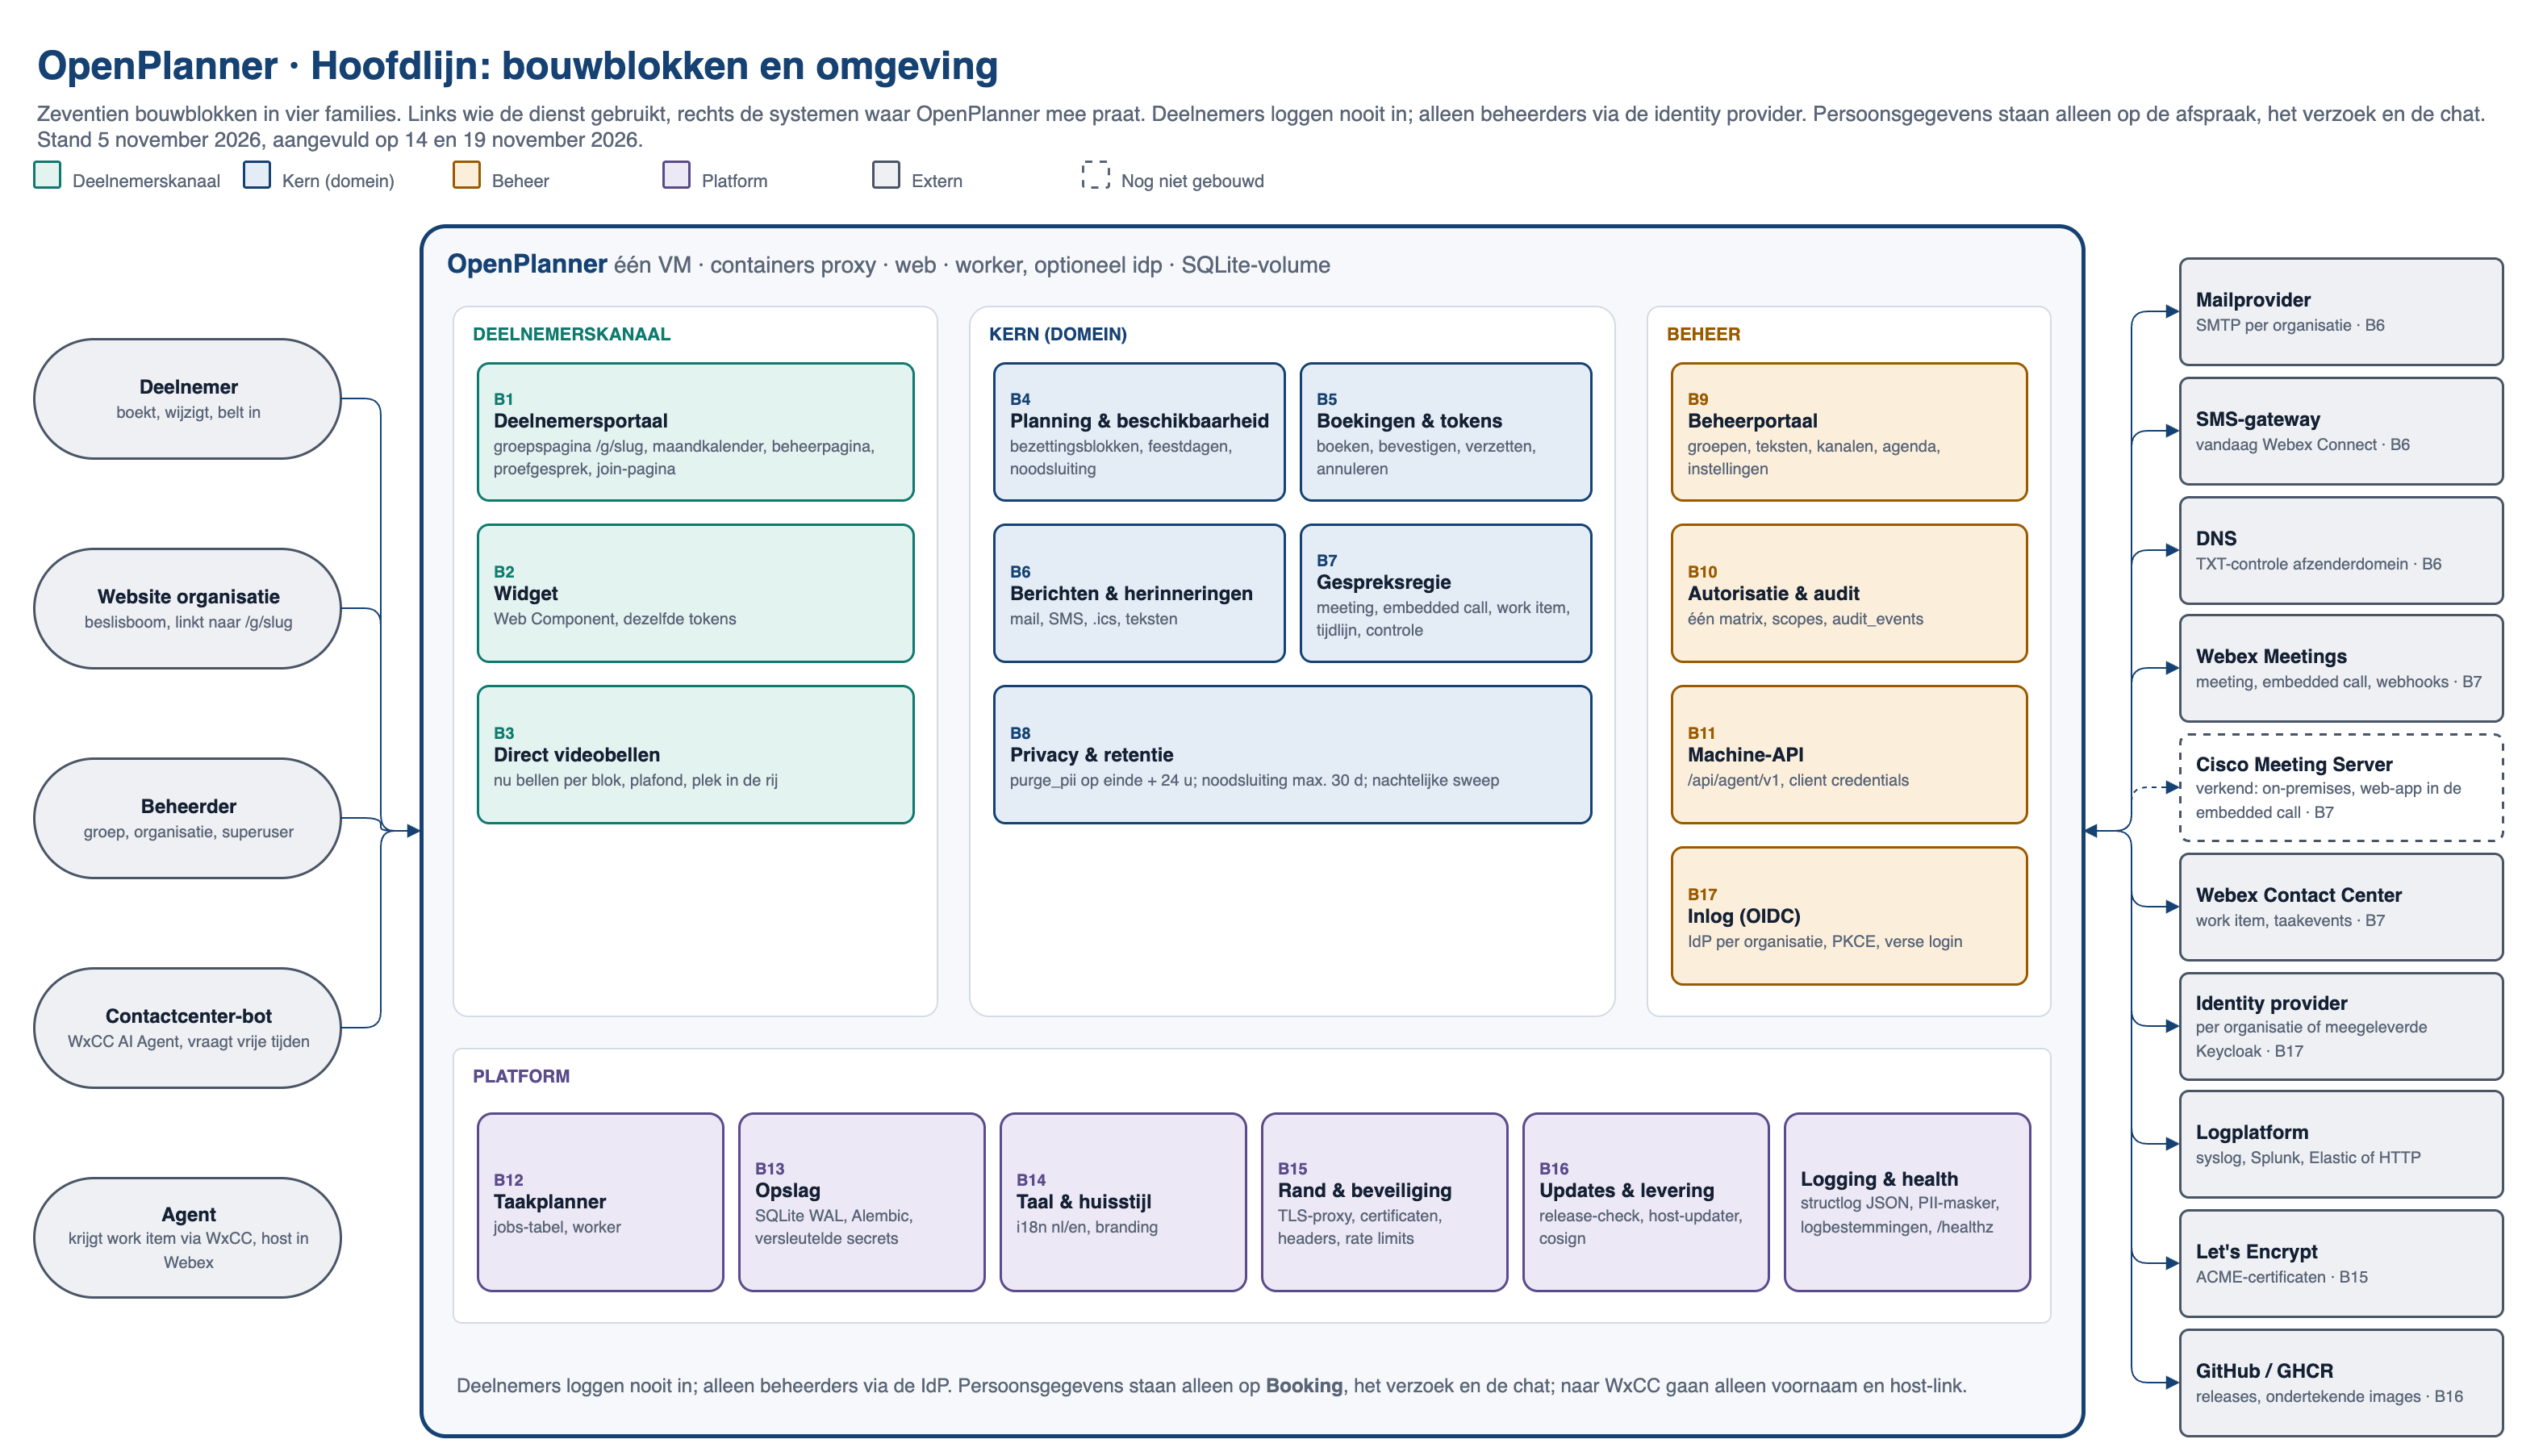 OpenPlanner · Hoofdlijn: bouwblokken en omgeving
Zeventien bouwblokken in vier families. Links wie de dienst gebruikt, rechts de systemen waar OpenPlanner mee praat. Deelnemers loggen nooit in; alleen beheerders via de identity provider. Persoonsgegevens staan alleen op de afspraak, het verzoek en de chat.
Stand 5 november 2026, aangevuld op 14 en 19 november 2026.
Deelnemerskanaal
Kern (domein)
Beheer
Platform
Extern
Nog niet gebouwd
Deelnemer
boekt, wijzigt, belt in
Website organisatie
beslisboom, linkt naar /g/slug
Beheerder
groep, organisatie, superuser
Contactcenter-bot
WxCC AI Agent, vraagt vrije tijden
Agent
krijgt work item via WxCC, host in
Webex
OpenPlanner één VM · containers proxy · web · worker, optioneel idp · SQLite-volume
DEELNEMERSKANAAL
B1
Deelnemersportaal
groepspagina /g/slug, maandkalender, beheerpagina,
proefgesprek, join-pagina
B2
Widget
Web Component, dezelfde tokens
B3
Direct videobellen
nu bellen per blok, plafond, plek in de rij
KERN (DOMEIN)
B4
Planning & beschikbaarheid
bezettingsblokken, feestdagen,
noodsluiting
B5
Boekingen & tokens
boeken, bevestigen, verzetten,
annuleren
B6
Berichten & herinneringen
mail, SMS, .ics, teksten
B7
Gespreksregie
meeting, embedded call, work item,
tijdlijn, controle
B8
Privacy & retentie
purge_pii op einde + 24 u; noodsluiting max. 30 d; nachtelijke sweep
BEHEER
B9
Beheerportaal
groepen, teksten, kanalen, agenda,
instellingen
B10
Autorisatie & audit
één matrix, scopes, audit_events
B11
Machine-API
/api/agent/v1, client credentials
B17
Inlog (OIDC)
IdP per organisatie, PKCE, verse login
PLATFORM
B12
Taakplanner
jobs-tabel, worker
B13
Opslag
SQLite WAL, Alembic,
versleutelde secrets
B14
Taal & huisstijl
i18n nl/en, branding
B15
Rand & beveiliging
TLS-proxy, certificaten,
headers, rate limits
B16
Updates & levering
release-check, host-updater,
cosign
Logging & health
structlog JSON, PII-masker,
logbestemmingen, /healthz
Deelnemers loggen nooit in; alleen beheerders via de IdP. Persoonsgegevens staan alleen op Booking, het verzoek en de chat; naar WxCC gaan alleen voornaam en host-link.
Mailprovider
SMTP per organisatie · B6
SMS-gateway
vandaag Webex Connect · B6
DNS
TXT-controle afzenderdomein · B6
Webex Meetings
meeting, embedded call, webhooks · B7
Cisco Meeting Server
verkend: on-premises, web-app in de
embedded call · B7
Webex Contact Center
work item, taakevents · B7
Identity provider
per organisatie of meegeleverde
Keycloak · B17
Logplatform
syslog, Splunk, Elastic of HTTP
Let's Encrypt
ACME-certificaten · B15
GitHub / GHCR
releases, ondertekende images · B16